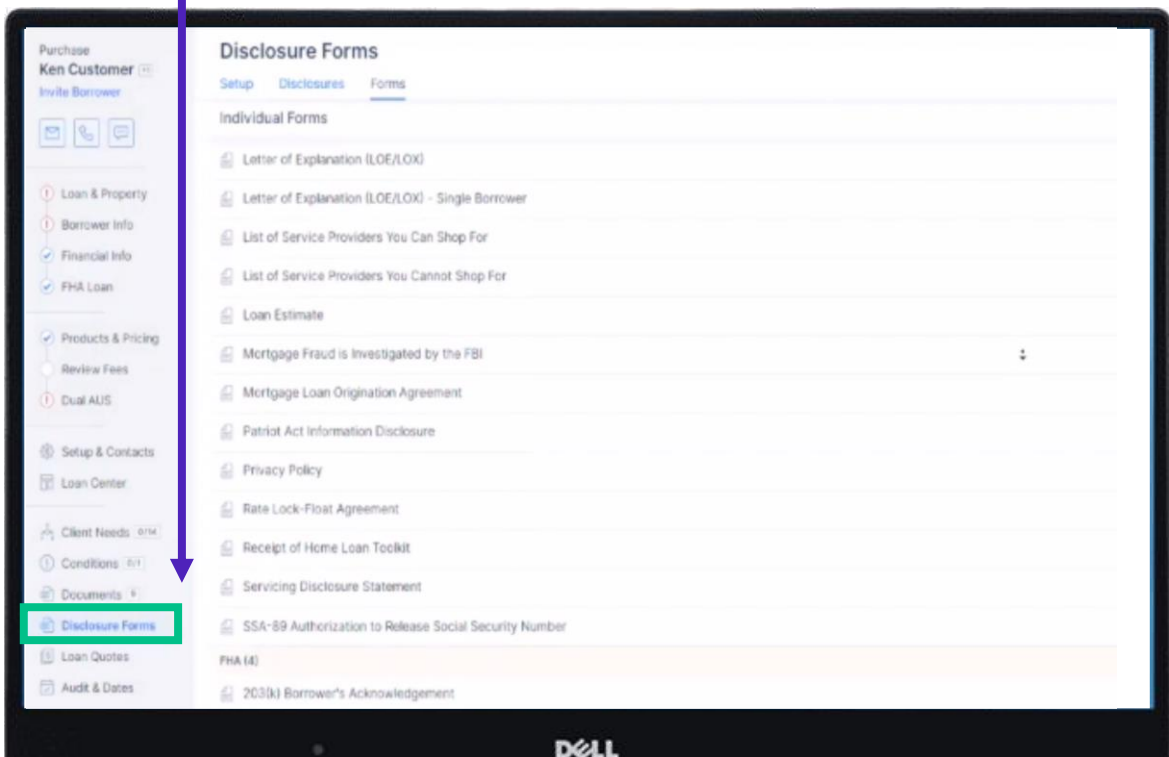 Purchase
Ken Customer
Invite Borrower
Loan & Property
Borrower Info
Financial Info
FHA Loan
Products & Pricing
Review Fees
Dual AUS
Setup & Contacts
Loan Center
Client Needs 0/14
Conditions 0/1
Documents
Disclosure Forms
Loan Quotes
Audit & Dates
Disclosure Forms
Setup Disclosures Forms
Individual Forms
Letter of Explanation (LOE/LOX)
Letter of Explanation (LOE/LOX) - Single Borrower
List of Service Providers You Can Shop For
List of Service Providers You Cannot Shop For
Loan Estimate
Mortgage Fraud is Investigated by the FBI
Mortgage Loan Origination Agreement
Patriot Act Information Disclosure
Privacy Policy
Rate Lock-Float Agreement
Receipt of Home Loan Toolkit
Servicing Disclosure Statement
SSA-89 Authorization to Release Social Security Number
FHA (4)
203(k) Borrower's Acknowledgement
DELL